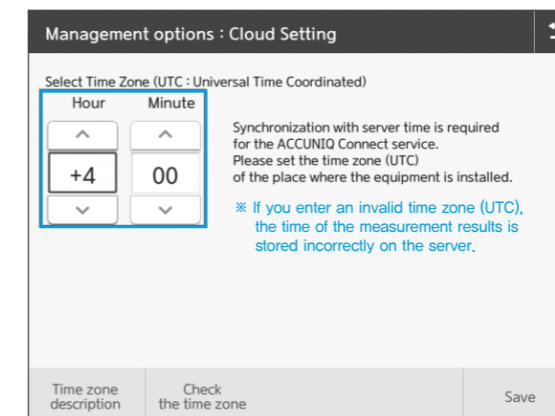 Management options : Cloud Setting
Select Time Zone (UTC : Universal Time Coordinated)
Hour Minute
+4 00
Synchronization with server time is required
for the ACCUNIQ Connect service.
Please set the time zone (UTC)
of the place where the equipment is installed.
※ If you enter an invalid time zone (UTC),
the time of the measurement results is
stored incorrectly on the server.
Time zone
description
Check
the time zone
Save